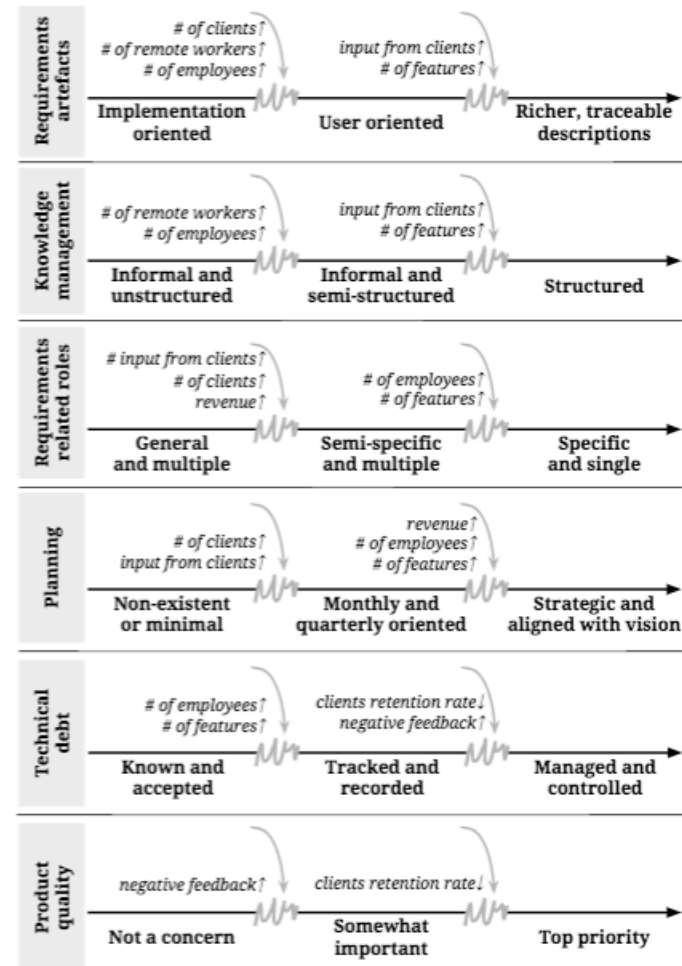 Requirements
artefacts
# of clients↑
# of remote workers↑
# of employees↑
input from clients↑
# of features↑
Implementation
oriented
User oriented
Richer, traceable
descriptions
Knowledge
management
# of remote workers↑
# of employees↑
input from clients↑
# of features↑
Informal and
unstructured
Informal and
semi-structured
Structured
Requirements
related roles
# input from clients↑
# of clients↑
revenue↑
# of employees↑
# of features↑
General
and multiple
Semi-specific
and multiple
Specific
and single
Planning
# of clients↑
input from clients↑
revenue↑
# of employees↑
# of features↑
Non-existent
or minimal
Monthly and
quarterly oriented
Strategic and
aligned with vision
Technical
debt
# of employees↑
# of features↑
clients retention rate↓
negative feedback↑
Known and
accepted
Tracked and
recorded
Managed and
controlled
Product
quality
negative feedback↑
clients retention rate↓
Not a concern
Somewhat
important
Top priority